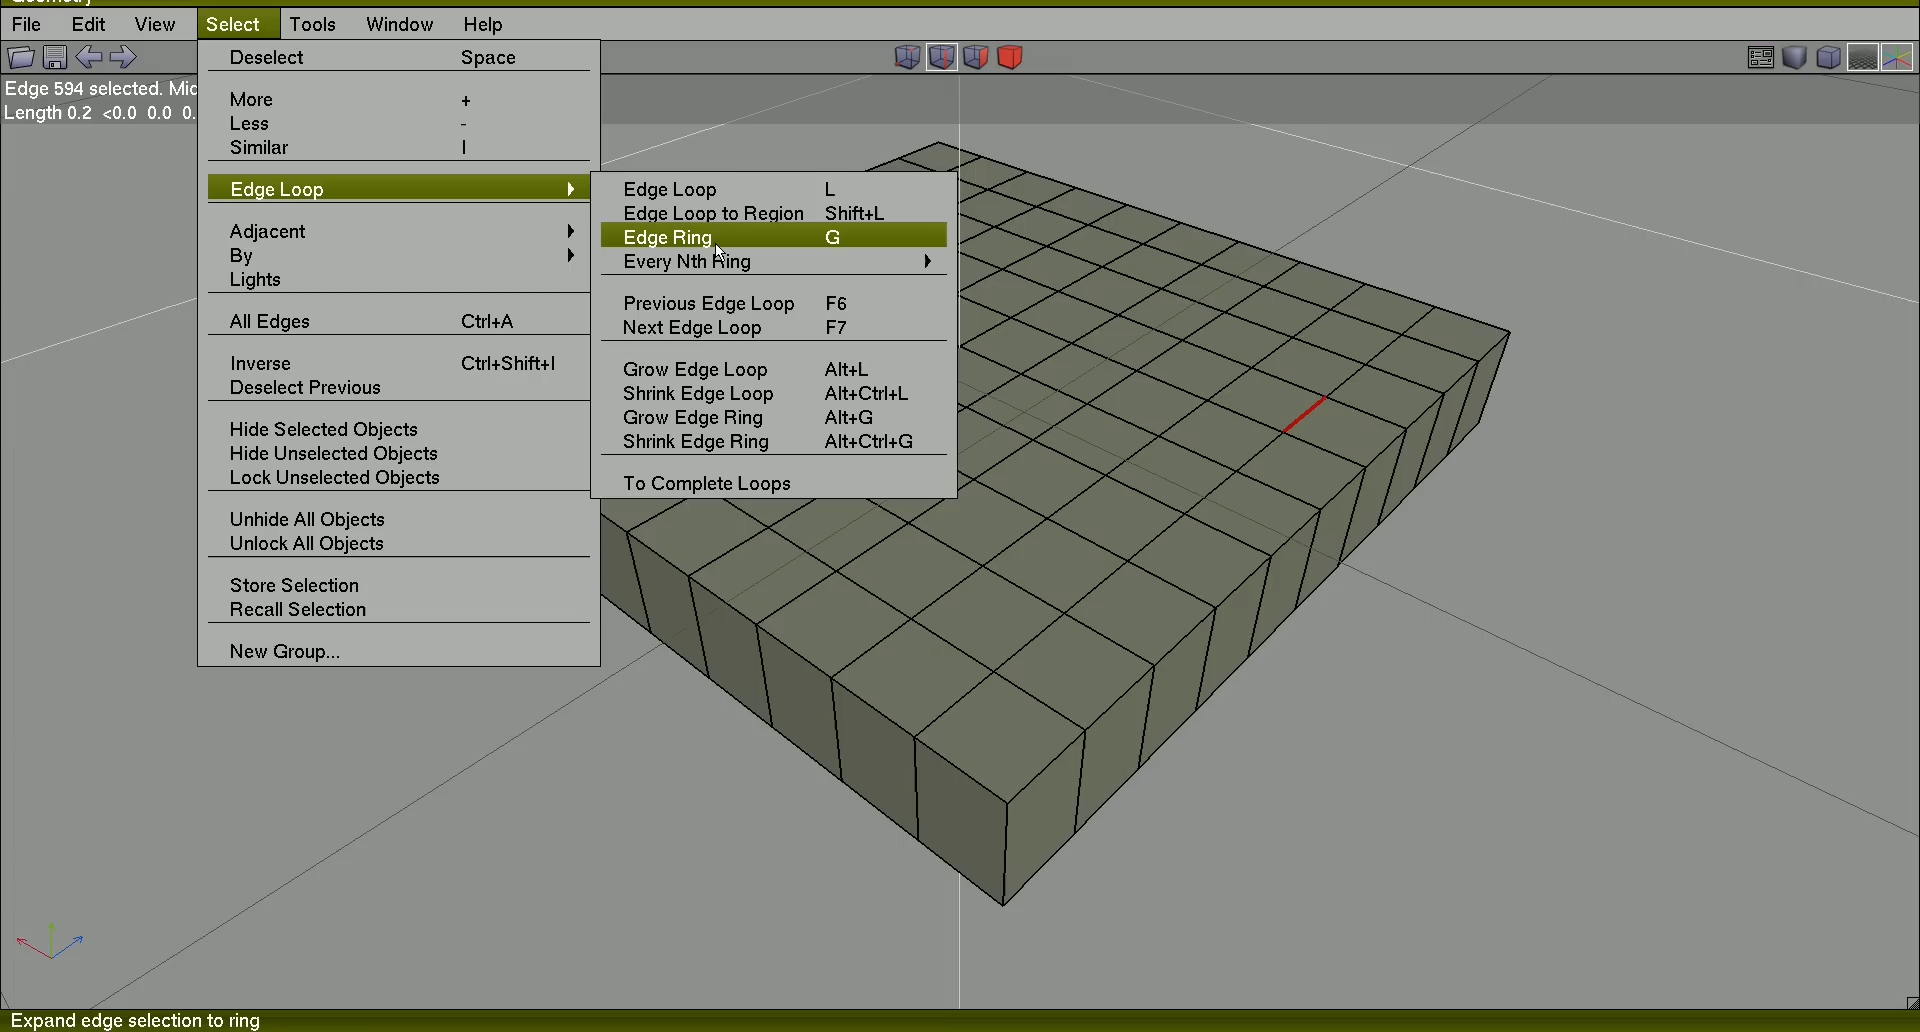 Geometry
File Edit View Select Tools Window Help
Edge 594 selected. Mid
Length 0.2 <0.0 0.0 0.
Deselect Space
More +
Less -
Similar I
Edge Loop
Adjacent
By
Lights
All Edges Ctrl+A
Inverse Ctrl+Shift+I
Deselect Previous
Hide Selected Objects
Hide Unselected Objects
Lock Unselected Objects
Unhide All Objects
Unlock All Objects
Store Selection
Recall Selection
New Group...
Edge Loop L
Edge Loop to Region Shift+L
Edge Ring G
Every Nth Ring
Previous Edge Loop F6
Next Edge Loop F7
Grow Edge Loop Alt+L
Shrink Edge Loop Alt+Ctrl+L
Grow Edge Ring Alt+G
Shrink Edge Ring Alt+Ctrl+G
To Complete Loops
Expand edge selection to ring